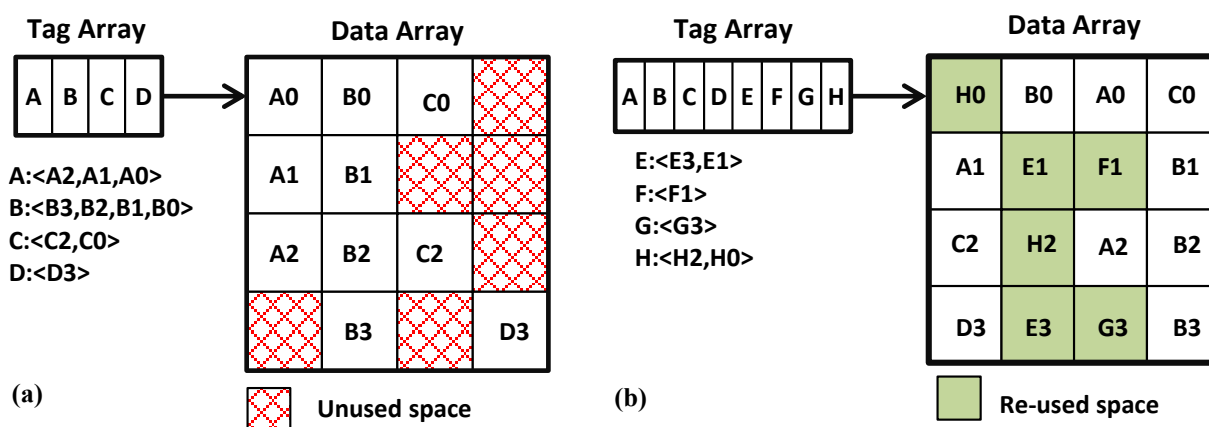 Tag Array
Data Array
A B C D
A0 B0 C0
A1 B1
A2 B2 C2
B3 D3
A:<A2,A1,A0>
B:<B3,B2,B1,B0>
C:<C2,C0>
D:<D3>
(a)
Unused space
Tag Array
Data Array
A B C D E F G H
H0 B0 A0 C0
A1 E1 F1 B1
C2 H2 A2 B2
D3 E3 G3 B3
E:<E3,E1>
F:<F1>
G:<G3>
H:<H2,H0>
(b)
Re-used space